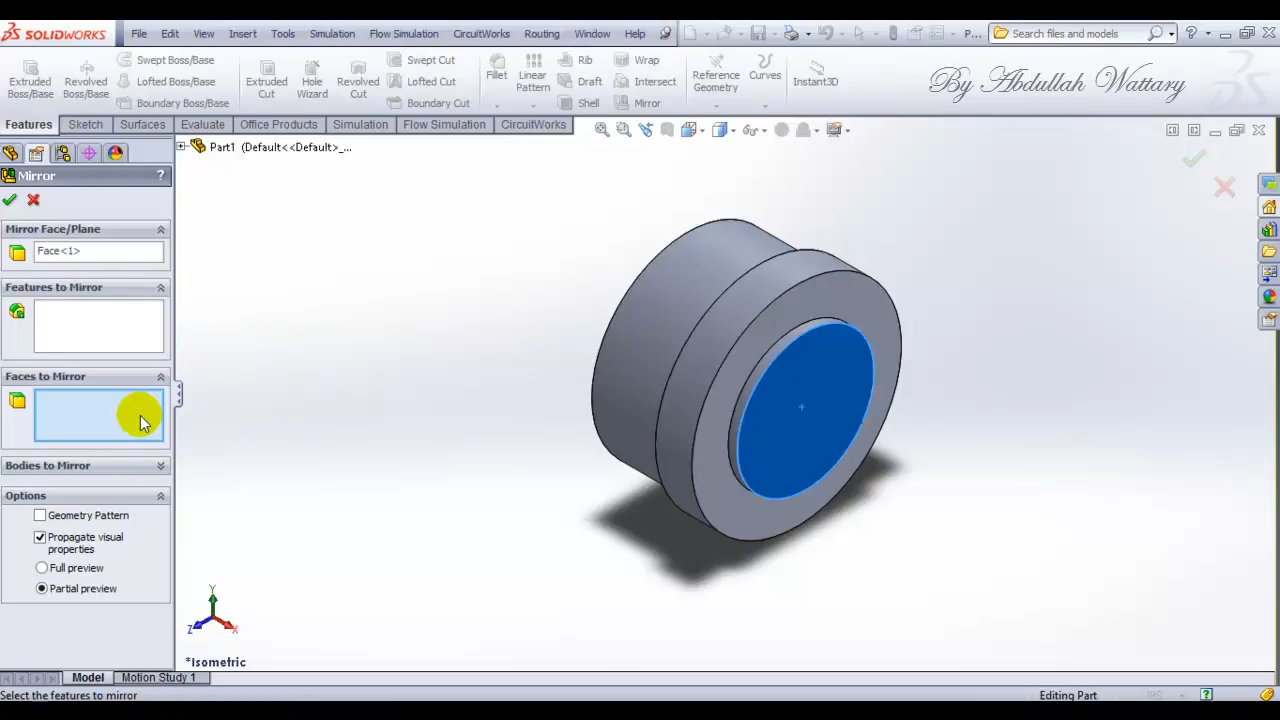 SOLIDWORKS File Edit View Insert Tools Simulation Flow Simulation CircuitWorks Routing Window Help P... Search files and models
Extruded Boss/Base
Revolved Boss/Base
Swept Boss/Base
Lofted Boss/Base
Boundary Boss/Base
Extruded Cut
Hole Wizard
Revolved Cut
Swept Cut
Lofted Cut
Boundary Cut
Fillet
Linear Pattern
Rib
Draft
Shell
Wrap
Intersect
Mirror
Reference Geometry
Curves
Instant3D
By Abdullah Wattary
Features Sketch Surfaces Evaluate Office Products Simulation Flow Simulation CircuitWorks
Part1 (Default<<Default>_...
Mirror ?
Mirror Face/Plane
Face<1>
Features to Mirror
Faces to Mirror
Bodies to Mirror
Options
Geometry Pattern
Propagate visual
properties
Full preview
Partial preview
Y
Z X
*Isometric
Model Motion Study 1
Select the features to mirror Editing Part